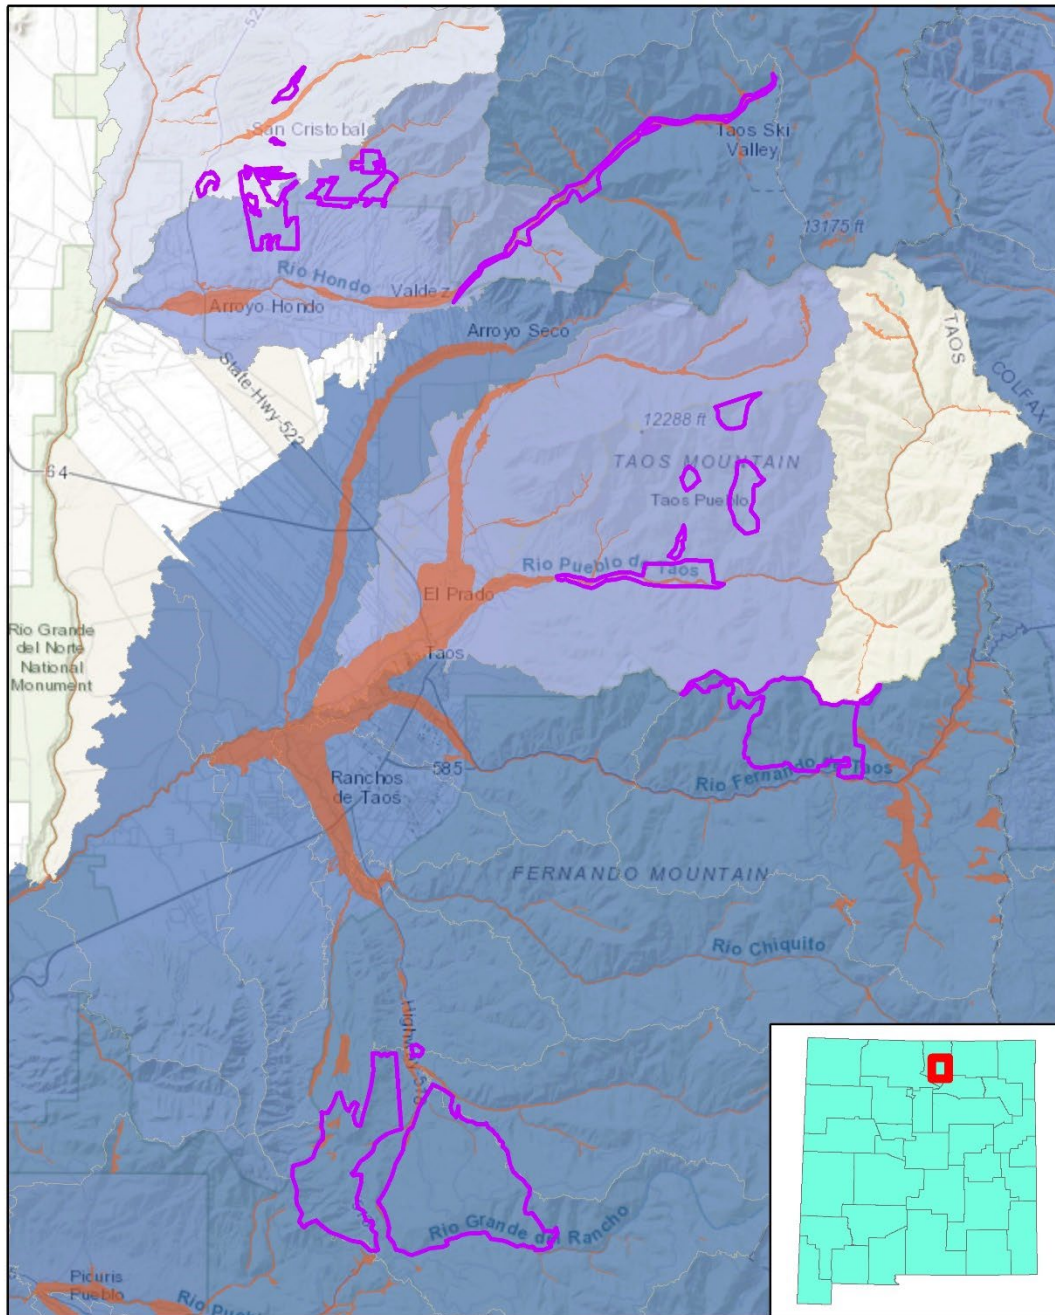 522
San Cristobal
Taos Ski
Valley
13175 ft
Rio Hondo
Valdez
Arroyo Hondo
Arroyo Seco
TAOS
COLFAX
State Hwy 522
64
12288 ft
TAOS MOUNTAIN
Taos Pueblo
Rio Pueblo de Taos
El Prado
Rio Grande
del Norte
National
Monument
Taos
585
Ranchos
de Taos
Rio Fernando de Taos
FERNANDO MOUNTAIN
Rio Chiquito
Highway 518
Rio Grande del Rancho
Picuris
Pueblo
Rio Pueblo